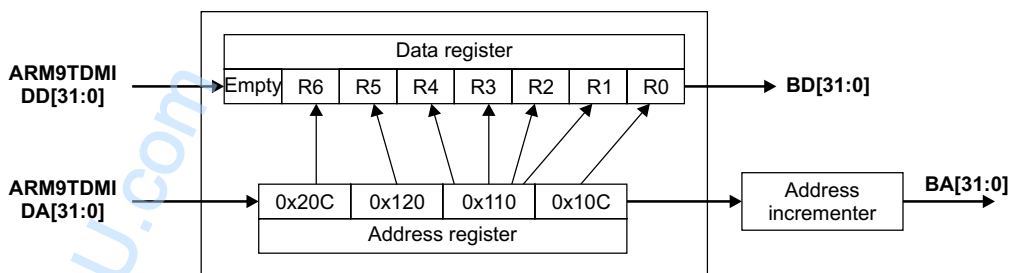 Data register
ARM9TDMI
DD[31:0]
Empty R6 R5 R4 R3 R2 R1 R0
BD[31:0]
ARM9TDMI
DA[31:0]
0x20C 0x120 0x110 0x10C
Address register
Address
incrementer
BA[31:0]
U.com